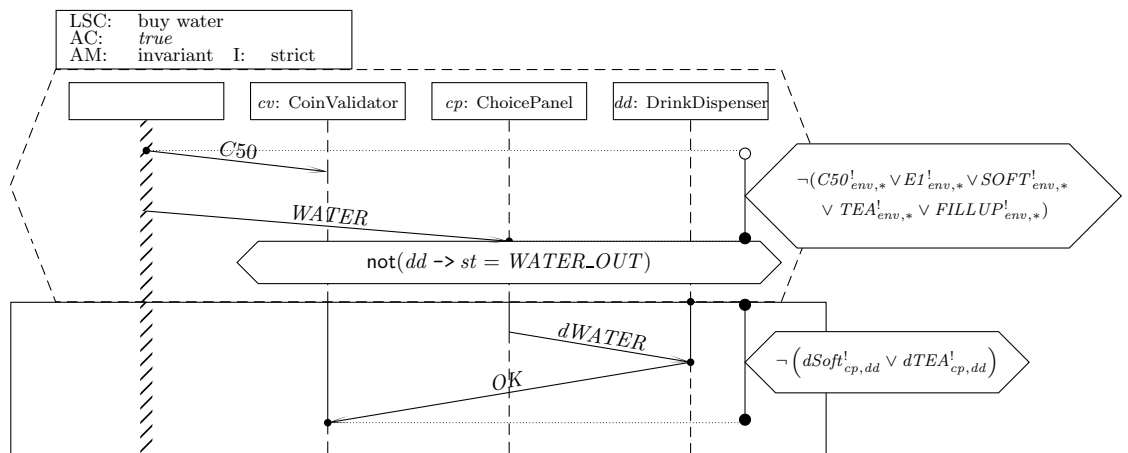 LSC: buy water
AC: true
AM: invariant I: strict
cv: CoinValidator
cp: ChoicePanel
dd: DrinkDispenser
C50
¬(C50!env,∗ ∨ E1!env,∗ ∨ SOFT!env,∗
∨ TEA!env,∗ ∨ FILLUP!env,∗)
WATER
not(dd -> st = WATER_OUT)
dWATER
¬(dSoft!cp,dd ∨ dTEA!cp,dd)
OK